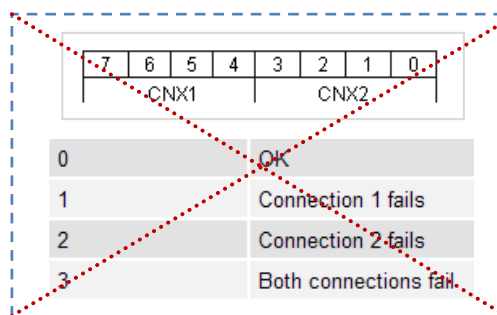 7 6 5 4 3 2 1 0
CNX1 CNX2
0 OK
1 Connection 1 fails
2 Connection 2 fails
3 Both connections fail